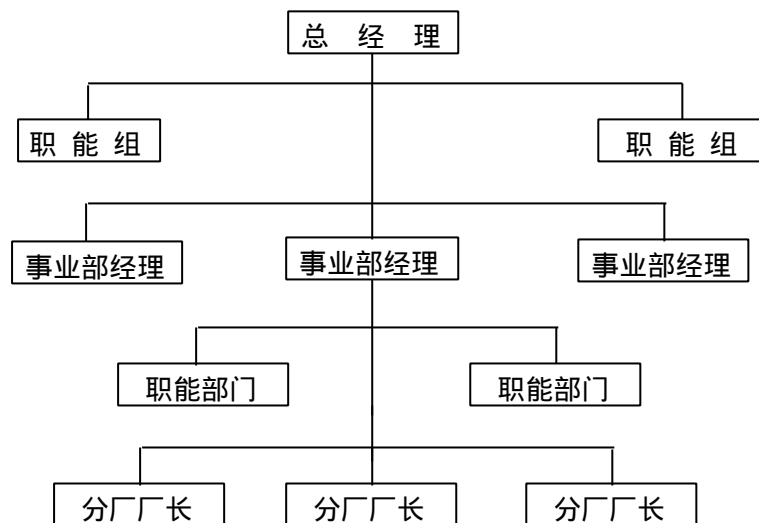 总 经 理
职 能 组 职 能 组
事业部经理 事业部经理 事业部经理
职能部门 职能部门
分厂厂长 分厂厂长 分厂厂长